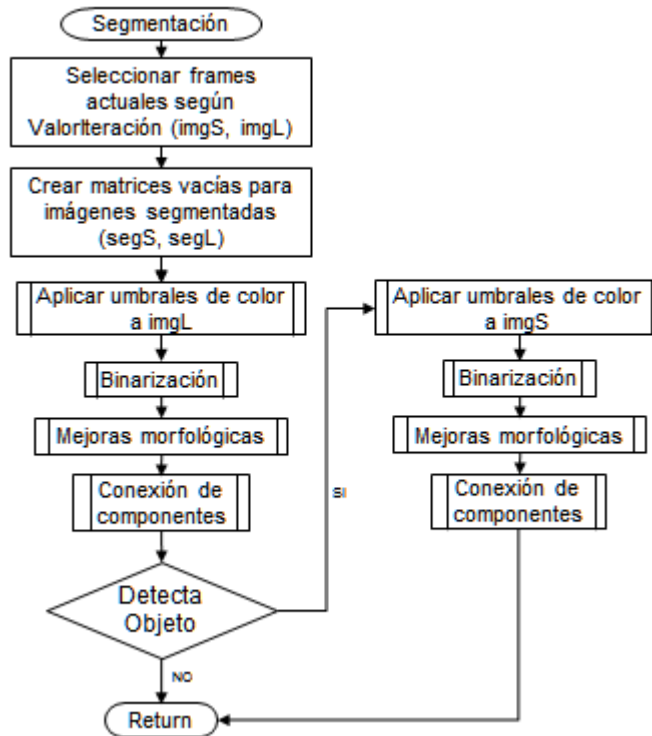 Segmentación
Seleccionar frames
actuales según
ValorIteración (imgS, imgL)
Crear matrices vacías para
imágenes segmentadas
(segS, segL)
Aplicar umbrales de color
a imgL
Binarización
Mejoras morfológicas
Conexión de
componentes
Detecta
Objeto
NO
Return
SI
Aplicar umbrales de color
a imgS
Binarización
Mejoras morfológicas
Conexión de
componentes